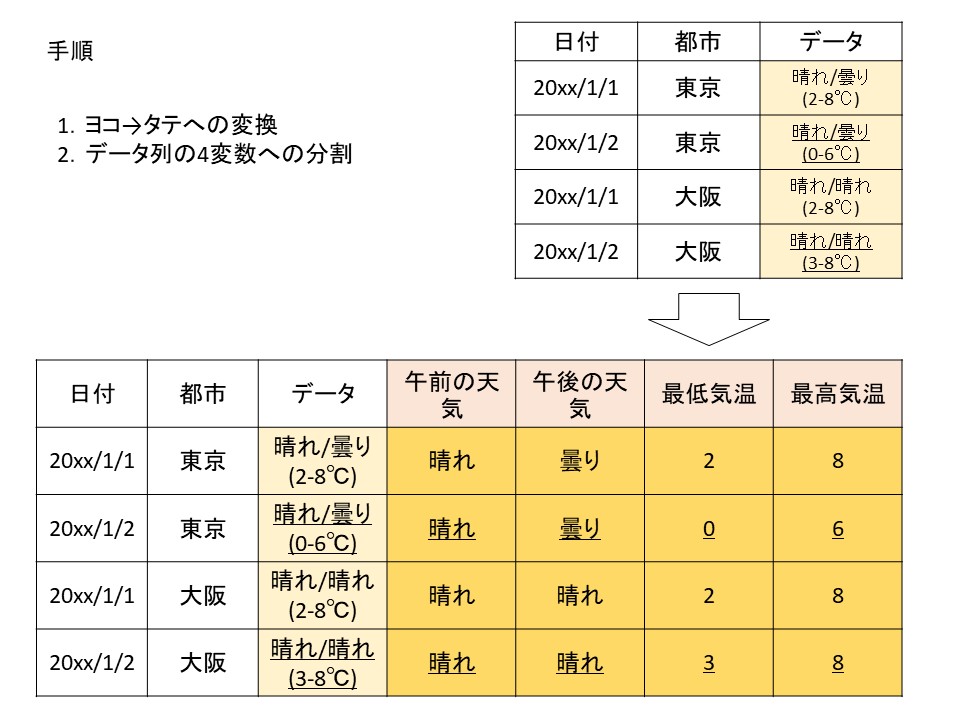 手順
1. ヨコ→タテへの変換
2. データ列の4変数への分割
日付 都市 データ
20xx/1/1 東京 晴れ/曇り
(2-8℃)
20xx/1/2 東京 晴れ/曇り
(0-6℃)
20xx/1/1 大阪 晴れ/晴れ
(2-8℃)
20xx/1/2 大阪 晴れ/晴れ
(3-8℃)
日付 都市 データ 午前の天
気 午後の天
気 最低気温 最高気温
20xx/1/1 東京 晴れ/曇り
(2-8℃) 晴れ 曇り 2 8
20xx/1/2 東京 晴れ/曇り
(0-6℃) 晴れ 曇り 0 6
20xx/1/1 大阪 晴れ/晴れ
(2-8℃) 晴れ 晴れ 2 8
20xx/1/2 大阪 晴れ/晴れ
(3-8℃) 晴れ 晴れ 3 8